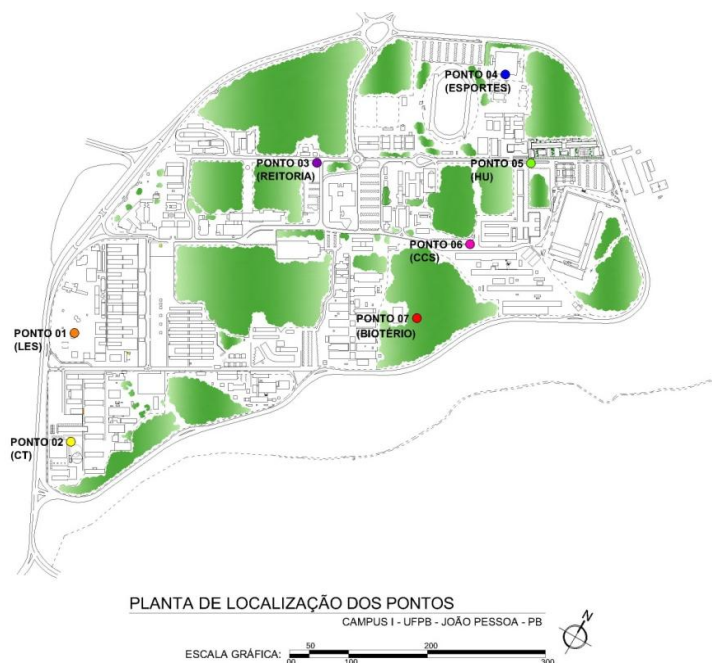 PONTO 04
(ESPORTES)
PONTO 03
(REITORIA)
PONTO 05
(HU)
PONTO 06
(CCS)
PONTO 07
(BIOTÉRIO)
PONTO 01
(LES)
PONTO 02
(CT)
PLANTA DE LOCALIZAÇÃO DOS PONTOS
CAMPUS I - UFPB - JOÃO PESSOA - PB
N
ESCALA GRÁFICA:
50 200
00 100 300